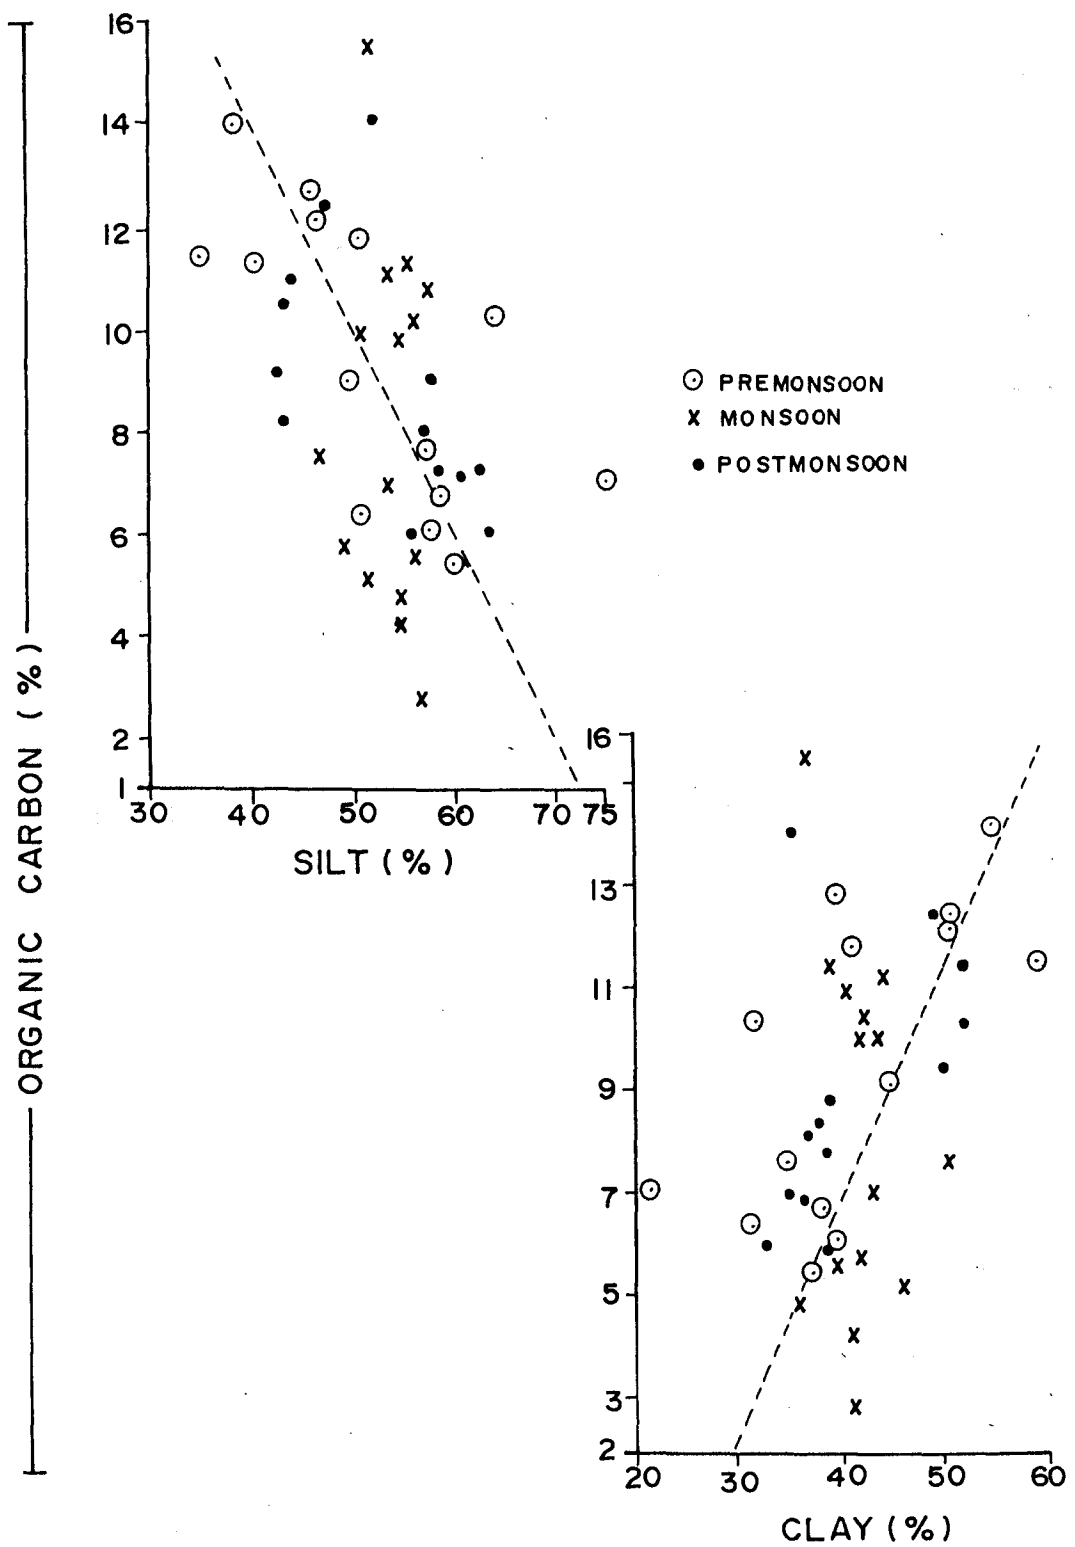 ORGANIC CARBON (%)
16
14
12
10
8
6
4
2
1
30 40 50 60 70 75
SILT (%)
PREMONSOON
X MONSOON
POSTMONSOON
16
13
11
9
7
5
3
2
20 30 40 50 60
CLAY (%)